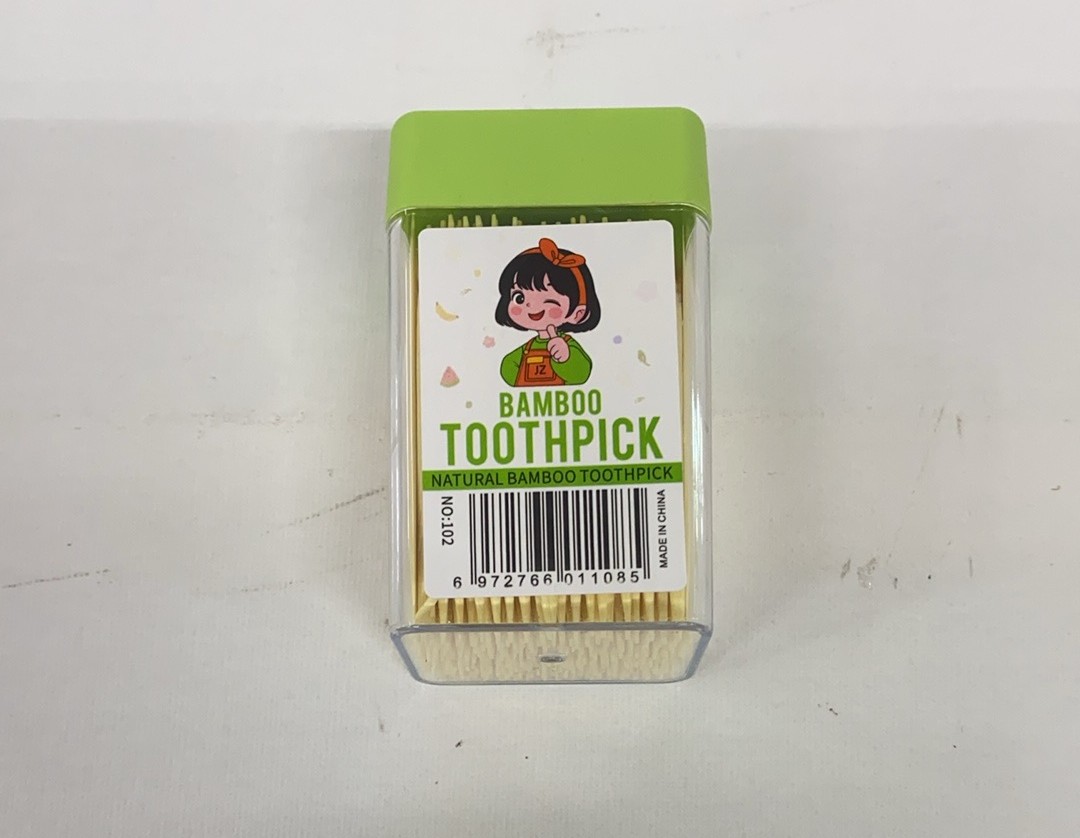 JZ
BAMBOO
TOOTHPICK
NATURAL BAMBOO TOOTHPICK
NO:102
MADE IN CHINA
6 972766 011085